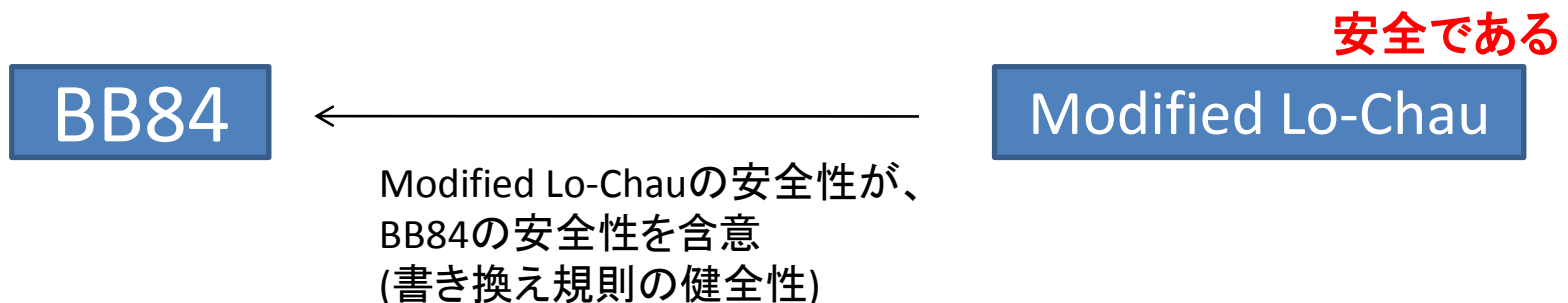 安全である
BB84
Modified Lo-Chau
Modified Lo-Chauの安全性が、
BB84の安全性を含意
(書き換え規則の健全性)